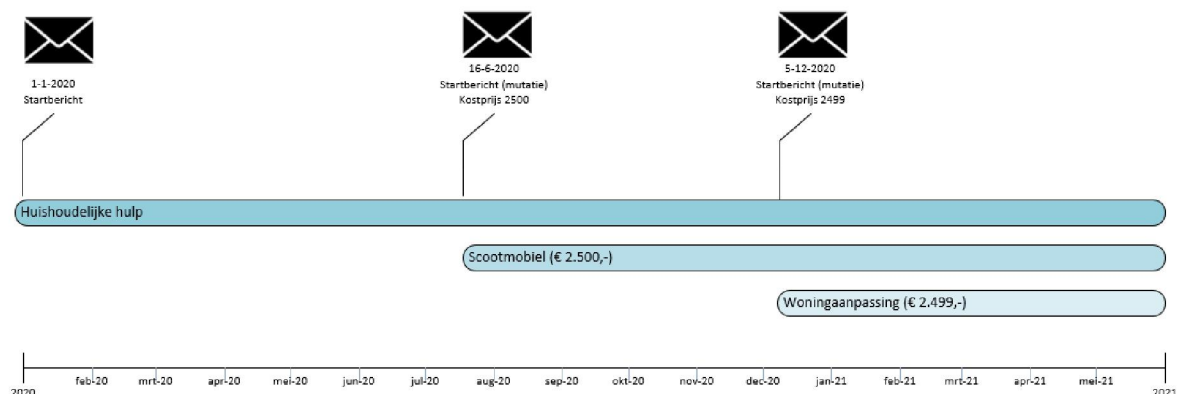 1-1-2020
Startbericht
16-6-2020
Startbericht (mutatie)
Kostprijs 2500
5-12-2020
Startbericht (mutatie)
Kostprijs 2499
Huishoudelijke hulp
Scootmobiel (€ 2.500,-)
Woningaanpassing (€ 2.499,-)
feb-20 mrt-20 apr-20 mei-20 jun-20 jul-20 aug-20 sep-20 okt-20 nov-20 dec-20 jan-21 feb-21 mrt-21 apr-21 mei-21
2020 2021